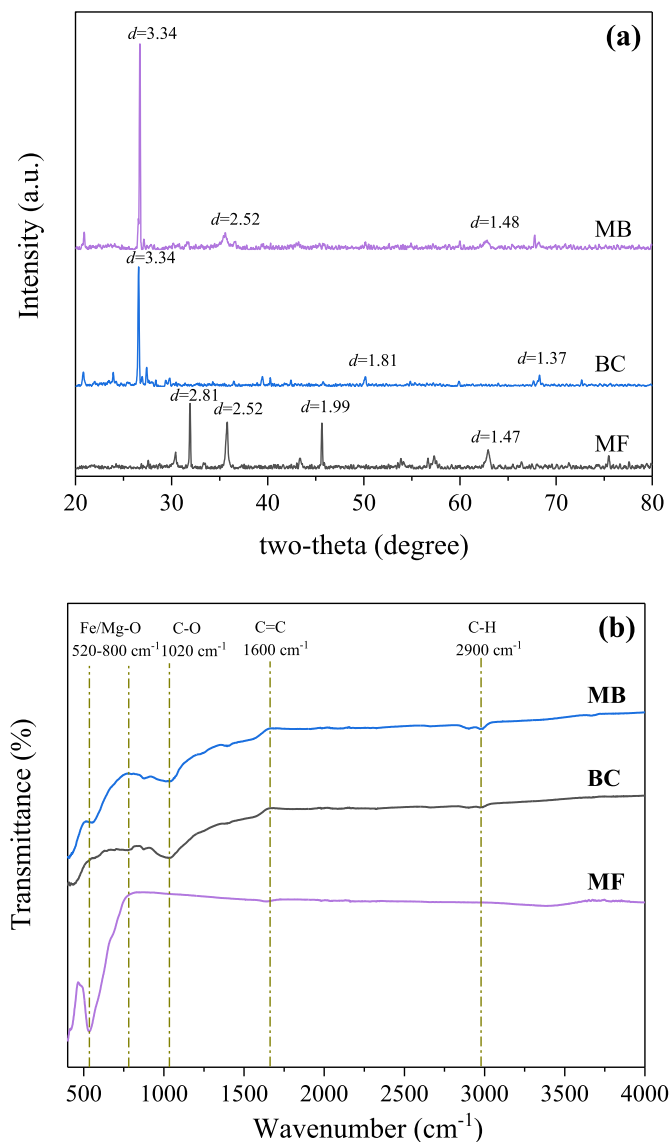 (a)
d=3.34
d=2.52
d=1.48
MB
d=3.34
d=1.81
d=1.37
BC
d=2.81
d=2.52
d=1.99
d=1.47
MF
Intensity (a.u.)
20 30 40 50 60 70 80
two-theta (degree)
(b)
Fe/Mg-O C-O C=C C-H
520-800 cm⁻¹ 1020 cm⁻¹ 1600 cm⁻¹ 2900 cm⁻¹
MB
BC
MF
Transmittance (%)
500 1000 1500 2000 2500 3000 3500 4000
Wavenumber (cm⁻¹)